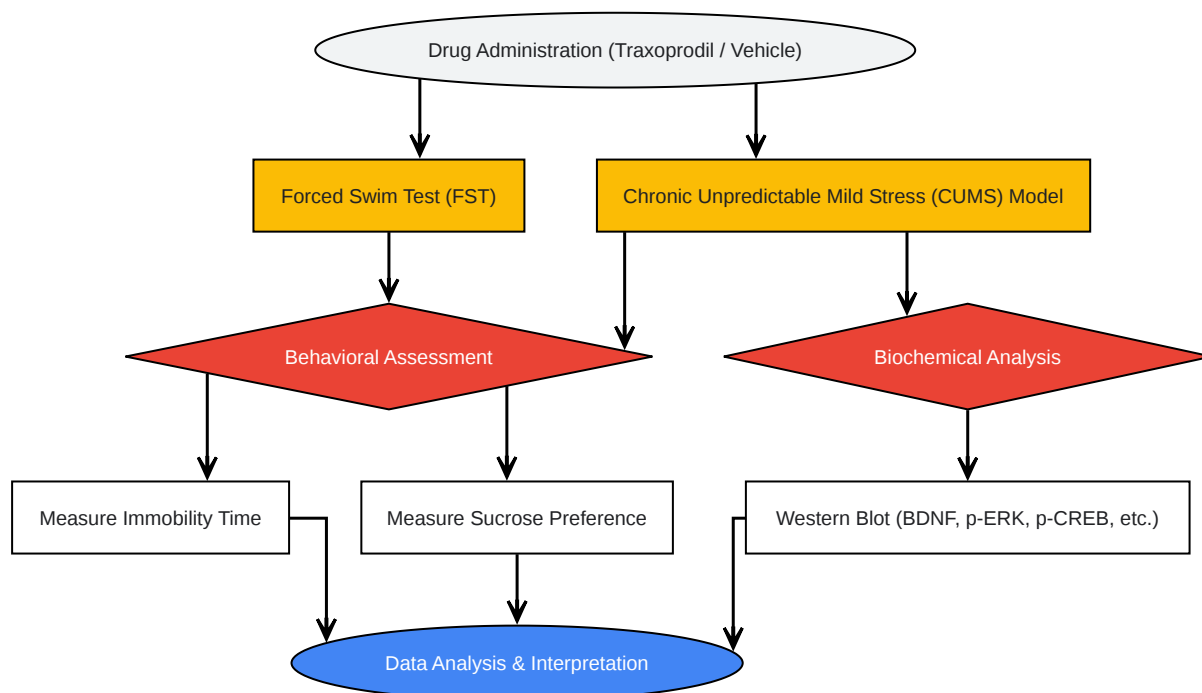 Drug Administration (Traxoprodil / Vehicle)
Forced Swim Test (FST)
Chronic Unpredictable Mild Stress (CUMS) Model
Behavioral Assessment
Biochemical Analysis
Measure Immobility Time
Measure Sucrose Preference
Western Blot (BDNF, p-ERK, p-CREB, etc.)
Data Analysis & Interpretation